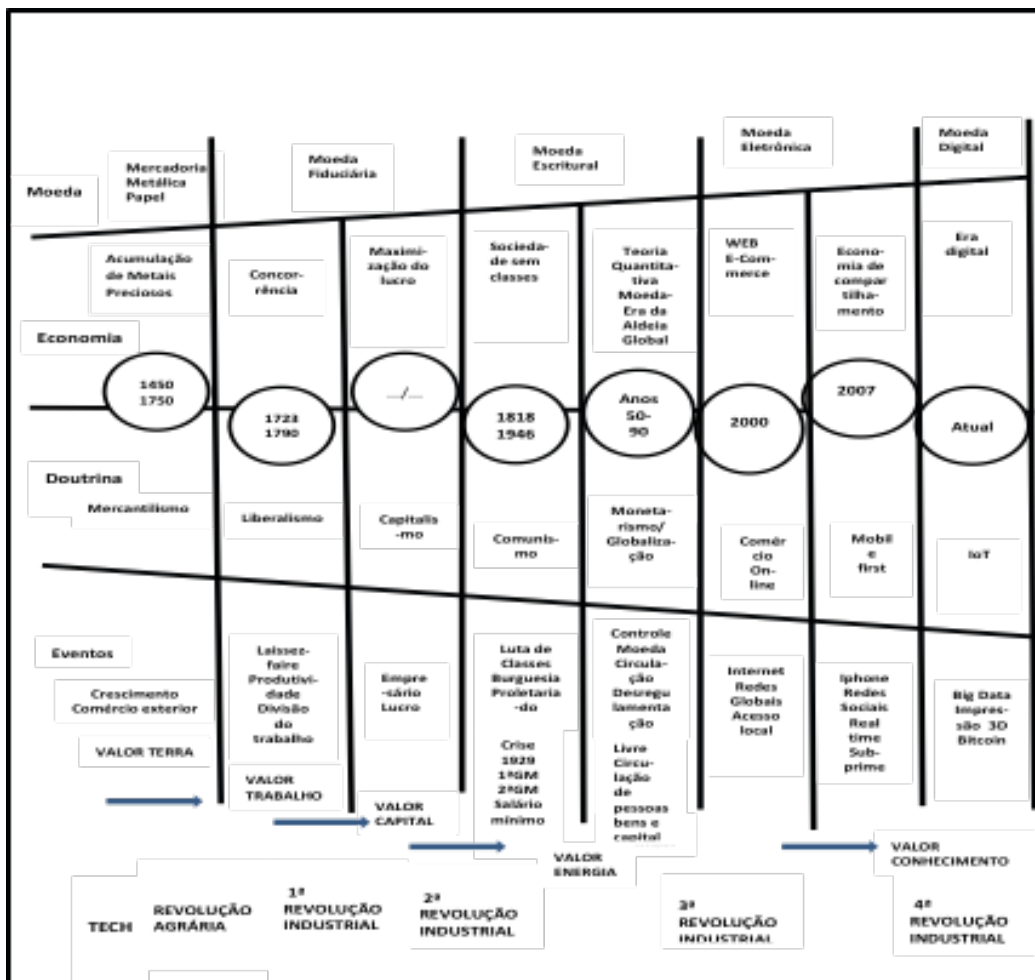 Moeda
Mercadoria
Metálica
Papel
Moeda
Fiduciária
Moeda
Escritural
Moeda
Eletrônica
Moeda
Digital
Economia
Acumulação
de Metais
Preciosos
Concor-
rência
Maximi-
zação do
lucro
Socieda-
de sem
classes
Teoria
Quantita-
tiva
Moeda-
Era da
Aldeia
Global
WEB
E-Com-
merce
Econo-
mia de
compar
tilha-
mento
Era
digital
1450
1750
1723
1790
.../...
1818
1946
Anos
50-
90
2000
2007
Atual
Doutrina
Mercantilismo
Liberalismo
Capitalis
-mo
Comunis-
mo
Moneta-
rismo/
Globaliza-
ção
Comér
cio
On-
line
Mobil
e
first
IoT
Eventos
Crescimento
Comércio exterior
VALOR TERRA
Laissez-
faire
Produtivi-
dade
Divisão
do
trabalho
VALOR
TRABALHO
Empre
-sário
Lucro
VALOR
CAPITAL
Luta de
Classes
Burguesia
Proletaria
-do
Crise
1929
1ªGM
2ªGM
Salário
mínimo
VALOR
ENERGIA
Controle
Moeda
Circula-
ção
Desregu
lamenta
ção
Livre
Circu-
lação
de
pessoas
bens e
capital
Internet
Redes
Globais
Acesso
local
Iphone
Redes
Sociais
Real
time
Sub-
prime
Big Data
Impres-
são 3D
Bitcoin
VALOR
CONHECIMENTO
TECH
REVOLUÇÃO
AGRÁRIA
1ª
REVOLUÇÃO
INDUSTRIAL
2ª
REVOLUÇÃO
INDUSTRIAL
3ª
REVOLUÇÃO
INDUSTRIAL
4ª
REVOLUÇÃO
INDUSTRIAL